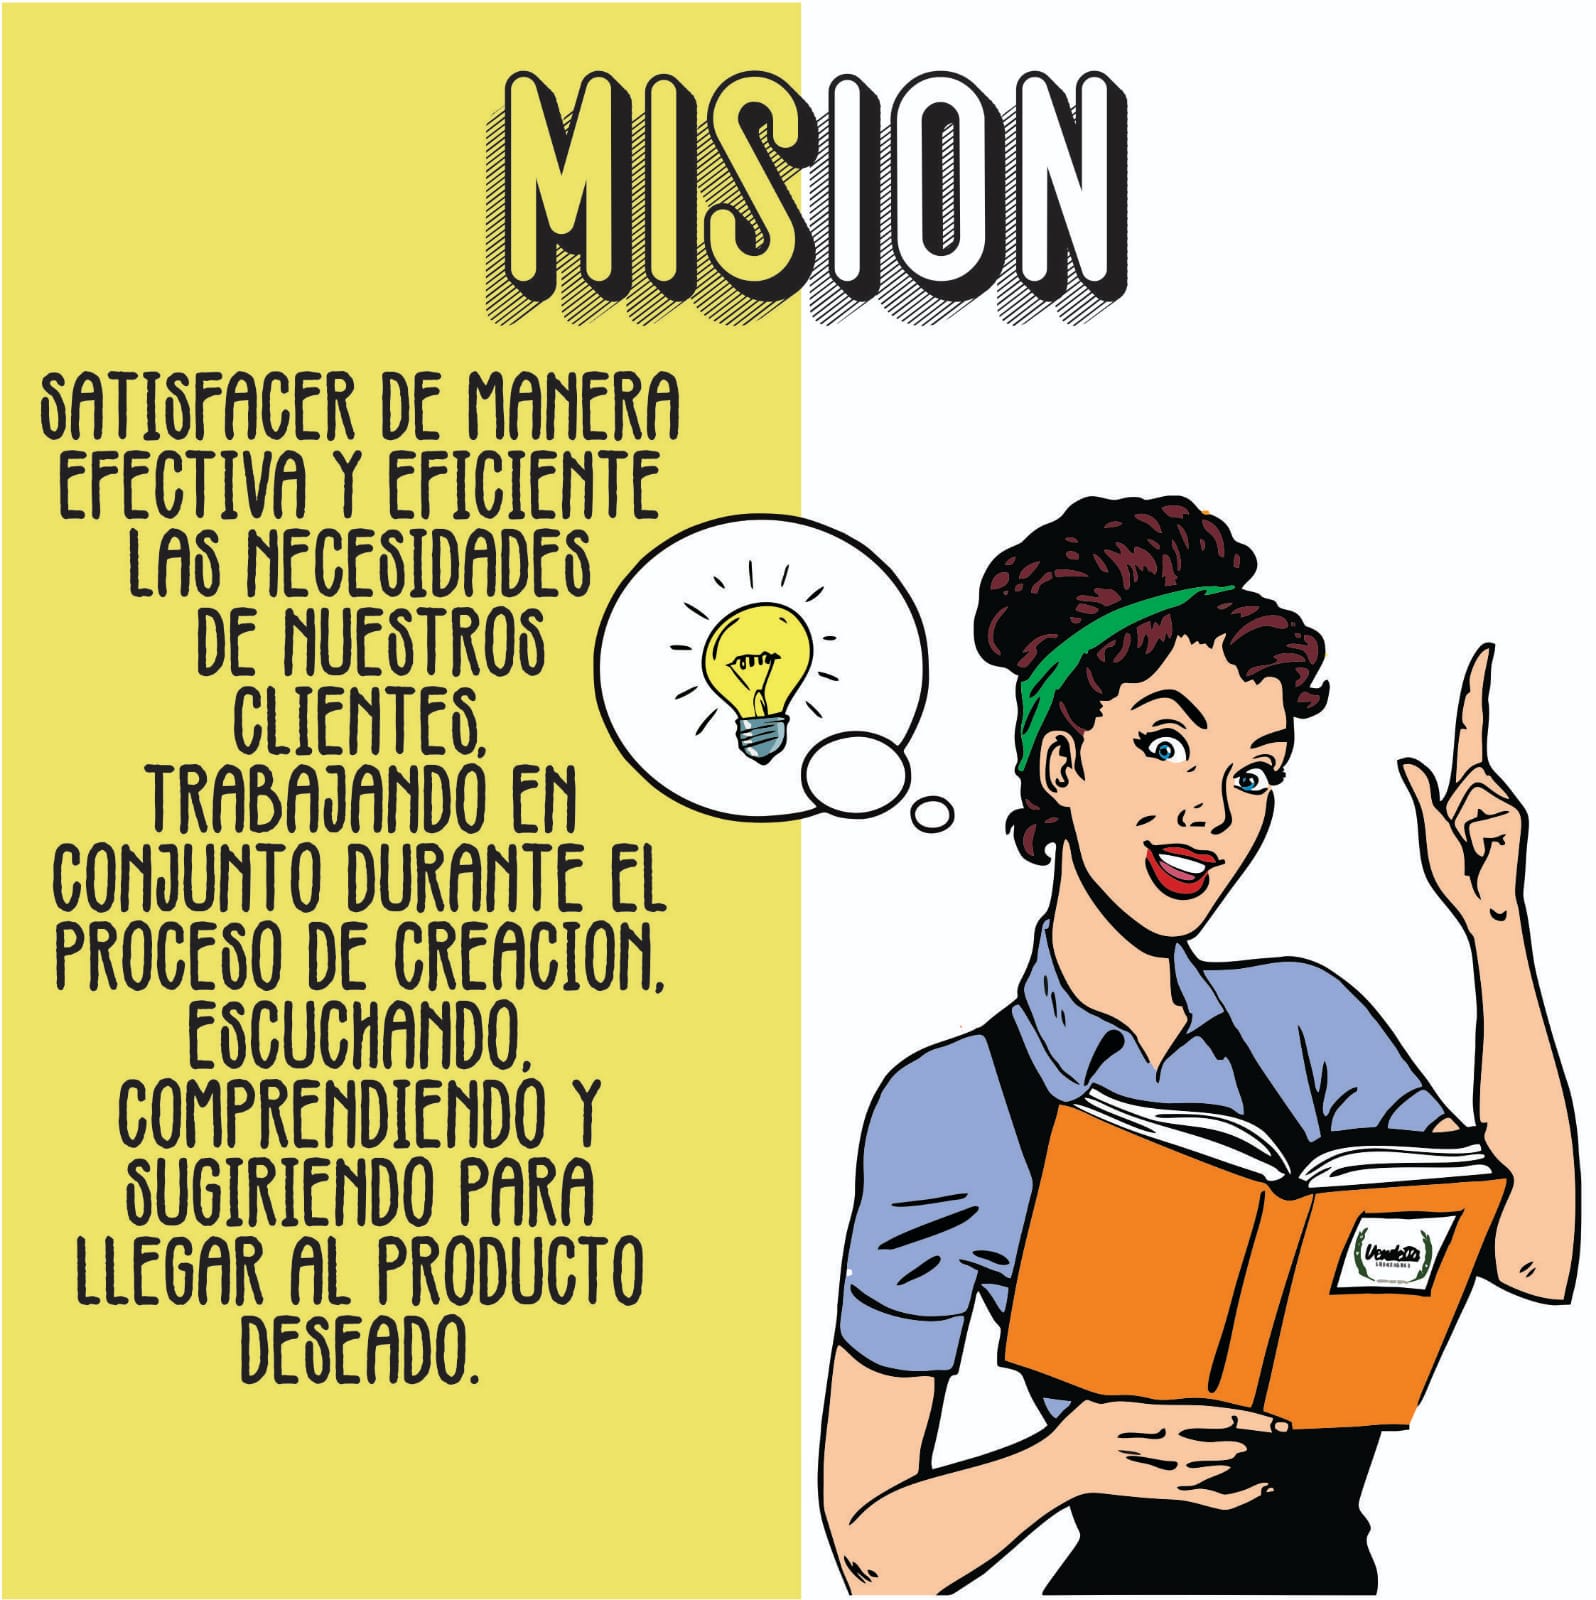 MISION
SATISFACER DE MANERA
EFECTIVA Y EFICIENTE
LAS NECESIDADES
DE NUESTROS
CLIENTES,
TRABAJANDO EN
CONJUNTO DURANTE EL
PROCESO DE CREACION,
ESCUCHANDO,
COMPRENDIENDO Y
SUGIRIENDO PARA
LLEGAR AL PRODUCTO
DESEADO.
Vendetta